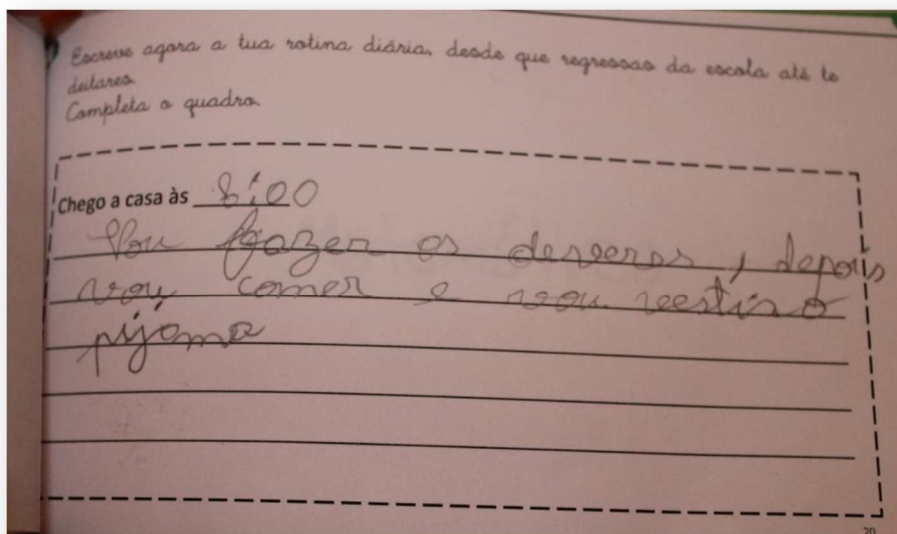 Escreve agora a tua rotina diária, desde que regressas da escola até te
deitares.
Completa o quadro.
Chego a casa às 8:00
Vou fazer os deveres, depois
vou comer e vou vestir o
pijama
20